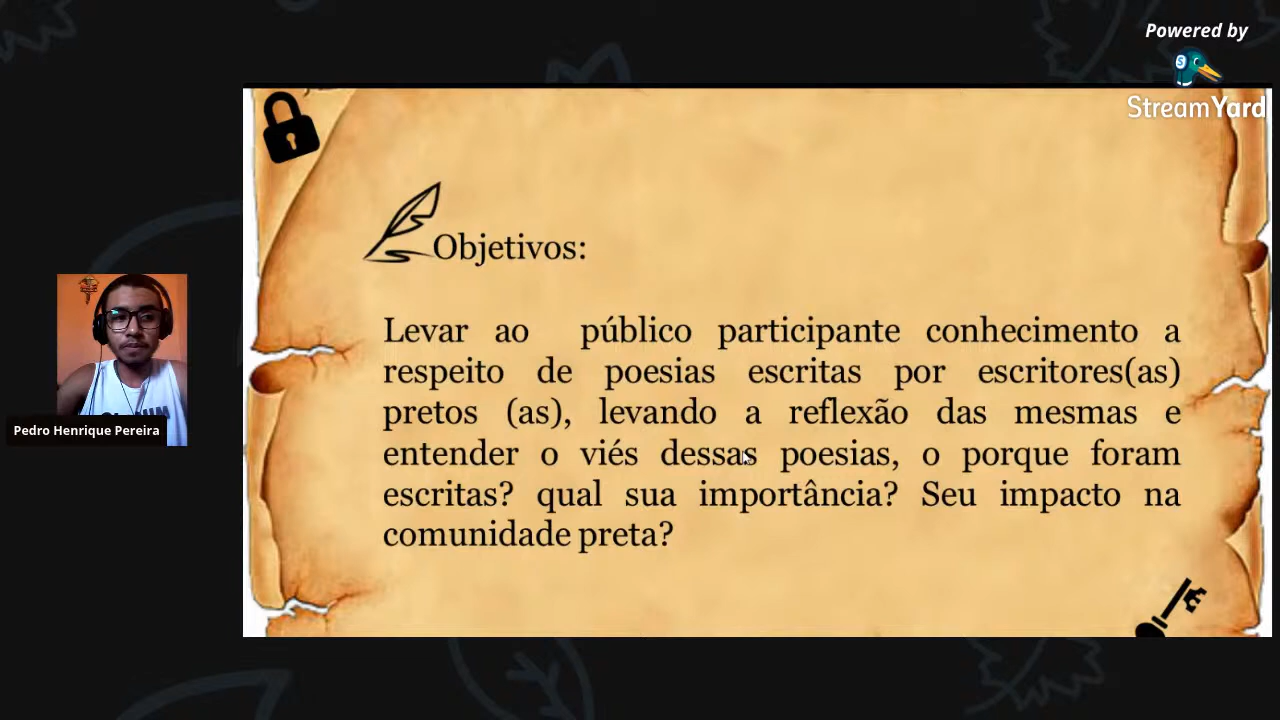 Powered by
StreamYard
Objetivos:
Levar ao público participante conhecimento a
respeito de poesias escritas por escritores(as)
pretos (as), levando a reflexão das mesmas e
entender o viés dessas poesias, o porque foram
escritas? qual sua importância? Seu impacto na
comunidade preta?
Pedro Henrique Pereira